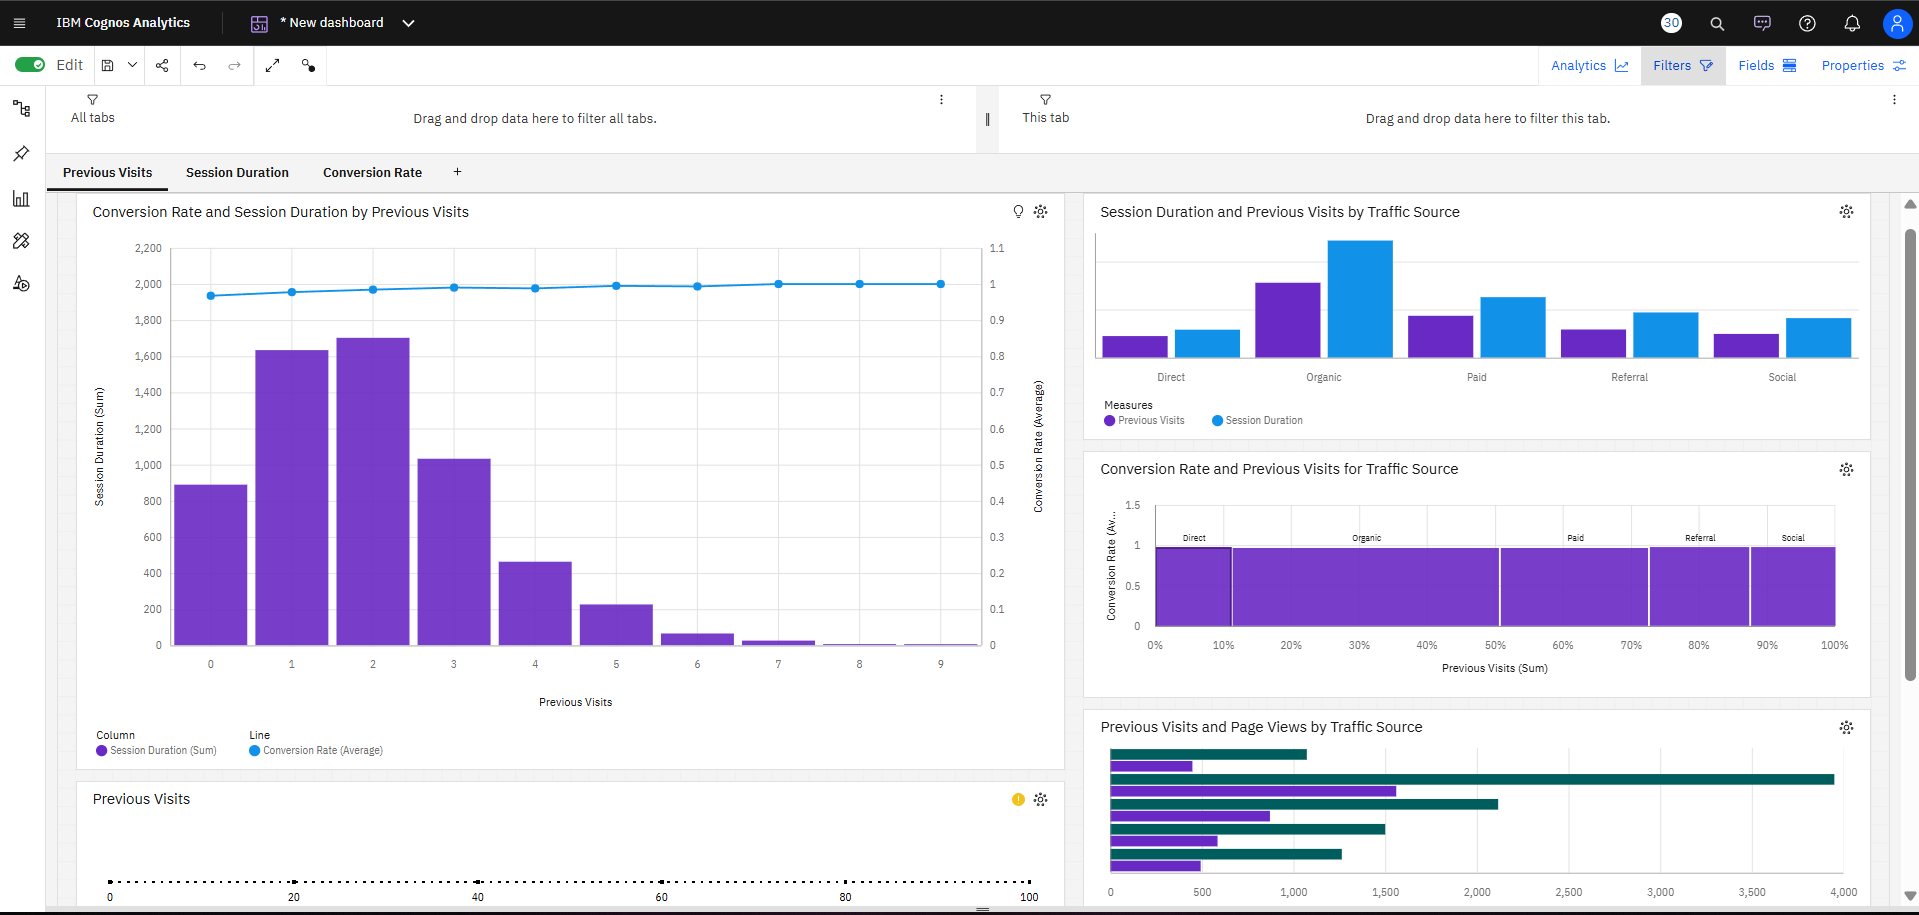 IBM Cognos Analytics
* New dashboard
30
Edit
Analytics
Filters
Fields
Properties
All tabs
Drag and drop data here to filter all tabs.
This tab
Drag and drop data here to filter this tab.
Previous Visits
Session Duration
Conversion Rate
+
Conversion Rate and Session Duration by Previous Visits
2,200
2,000
1,800
1,600
1,400
1,200
1,000
800
600
400
200
0
Session Duration (Sum)
1.1
1
0.9
0.8
0.7
0.6
0.5
0.4
0.3
0.2
0.1
0
Conversion Rate (Average)
0 1 2 3 4 5 6 7 8 9
Previous Visits
Column
Session Duration (Sum)
Line
Conversion Rate (Average)
Previous Visits
0 20 40 60 80 100
Session Duration and Previous Visits by Traffic Source
Direct Organic Paid Referral Social
Measures
Previous Visits
Session Duration
Conversion Rate and Previous Visits for Traffic Source
1.5
1
0.5
0
Conversion Rate (Av...
Direct Organic Paid Referral Social
0% 10% 20% 30% 40% 50% 60% 70% 80% 90% 100%
Previous Visits (Sum)
Previous Visits and Page Views by Traffic Source
0 500 1,000 1,500 2,000 2,500 3,000 3,500 4,000